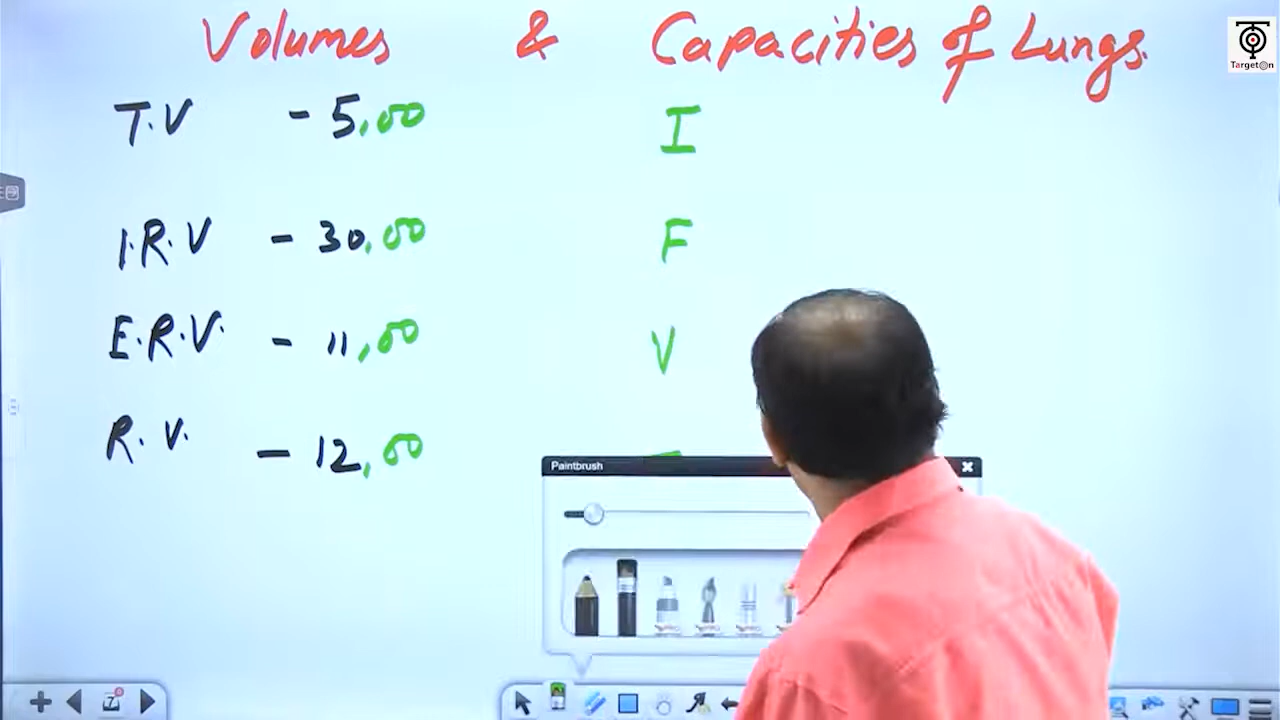 Volumes & Capacities of Lungs.
T.V - 5,00 I
I.R.V - 30,00 F
E.R.V. - 11,00 V
R.V. - 12,00
Paintbrush
TargetOn